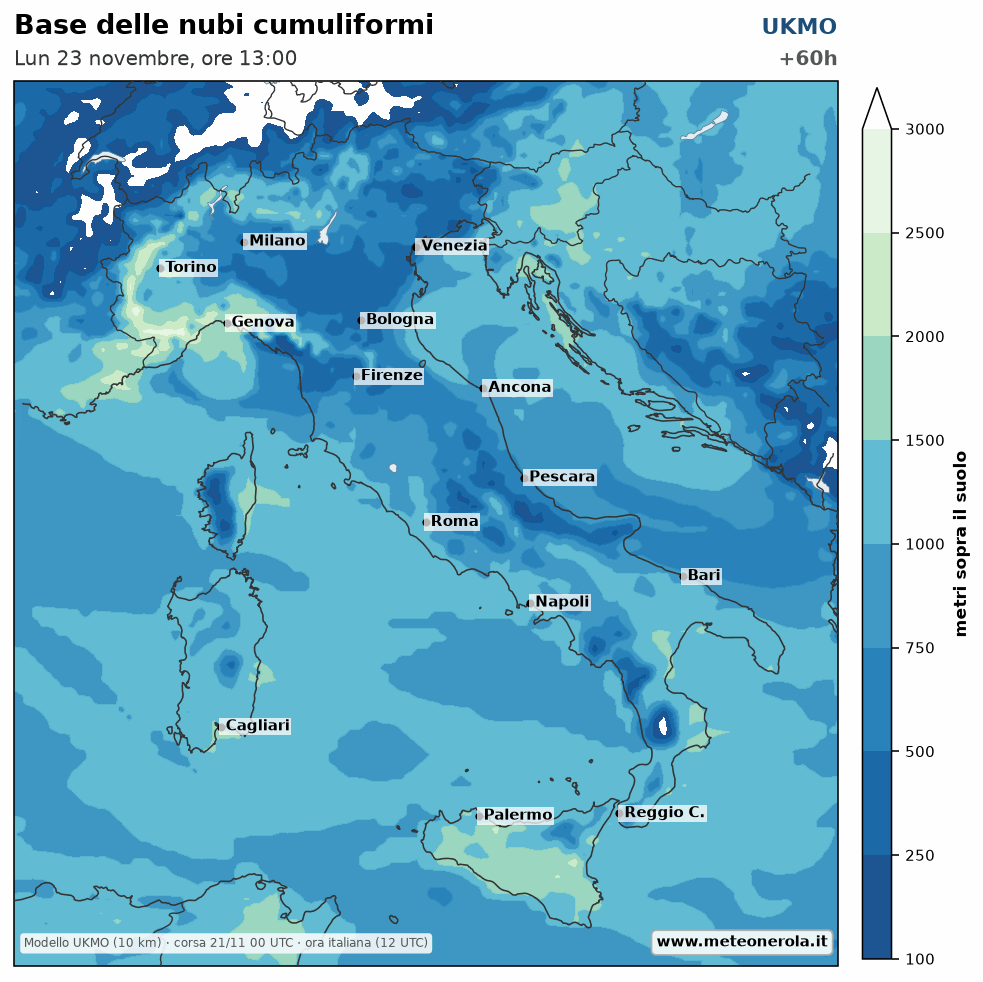 Base delle nubi cumuliformi
UKMO
Lun 23 novembre, ore 13:00
+60h
3000
2500
2000
1500
1000
750
500
250
100
metri sopra il suolo
Milano
Venezia
Torino
Genova
Bologna
Firenze
Ancona
Pescara
Roma
Bari
Napoli
Cagliari
Palermo
Reggio C.
Modello UKMO (10 km) · corsa 21/11 00 UTC · ora italiana (12 UTC)
www.meteonerola.it